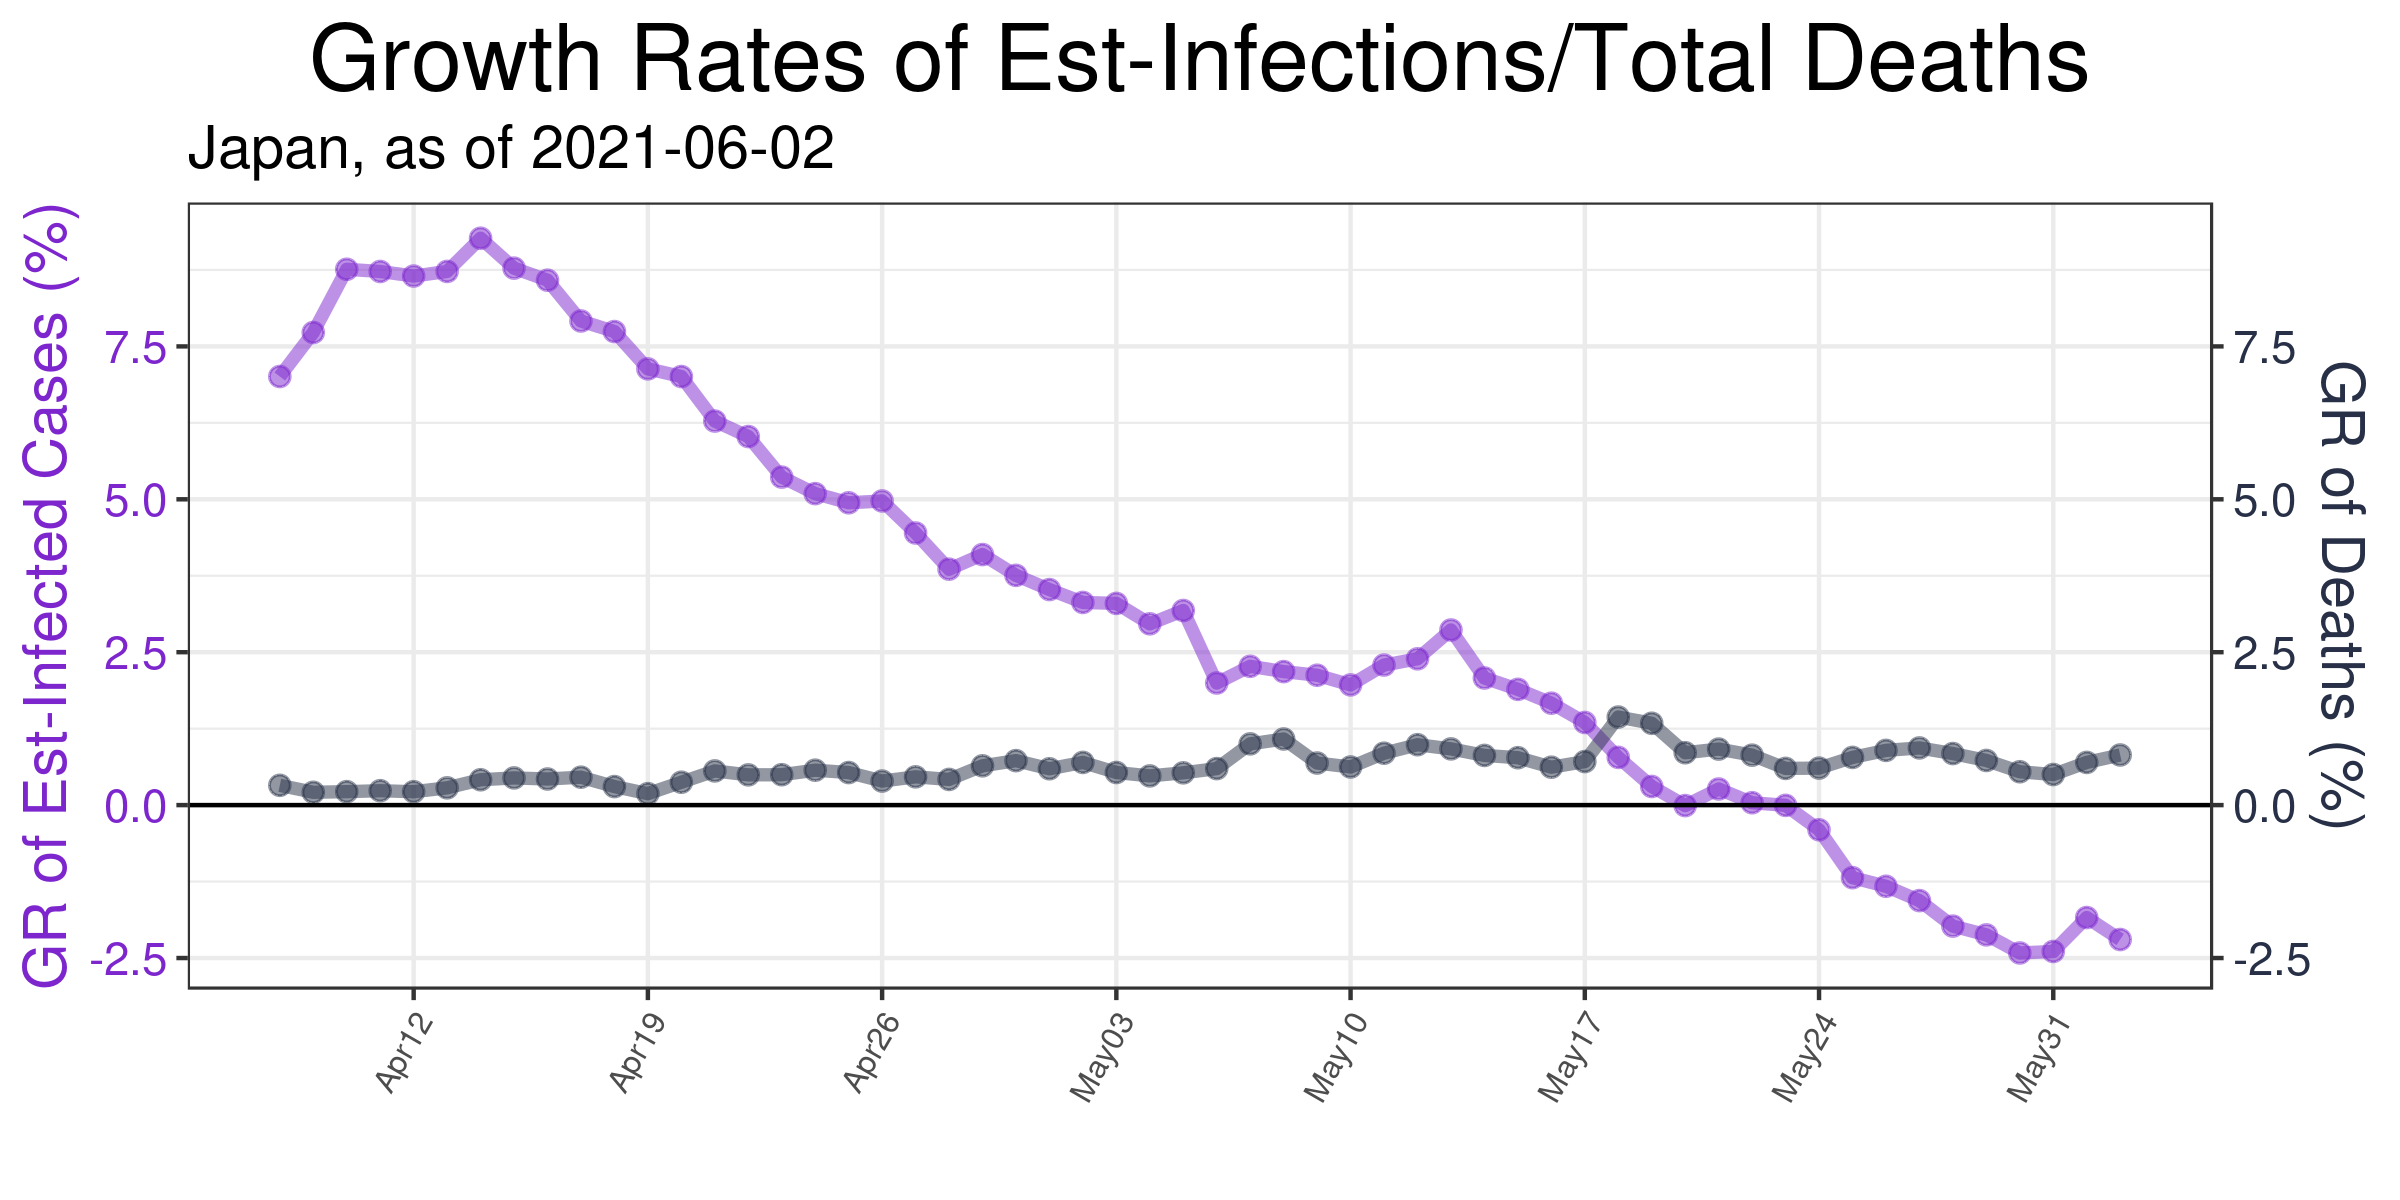 Growth Rates of Est-Infections/Total Deaths
Japan, as of 2021-06-02
GR of Est-Infected Cases (%)
7.5
5.0
2.5
0.0
-2.5
7.5
5.0
2.5
0.0
-2.5
GR of Deaths (%)
Apr12
Apr19
Apr26
May03
May10
May17
May24
May31